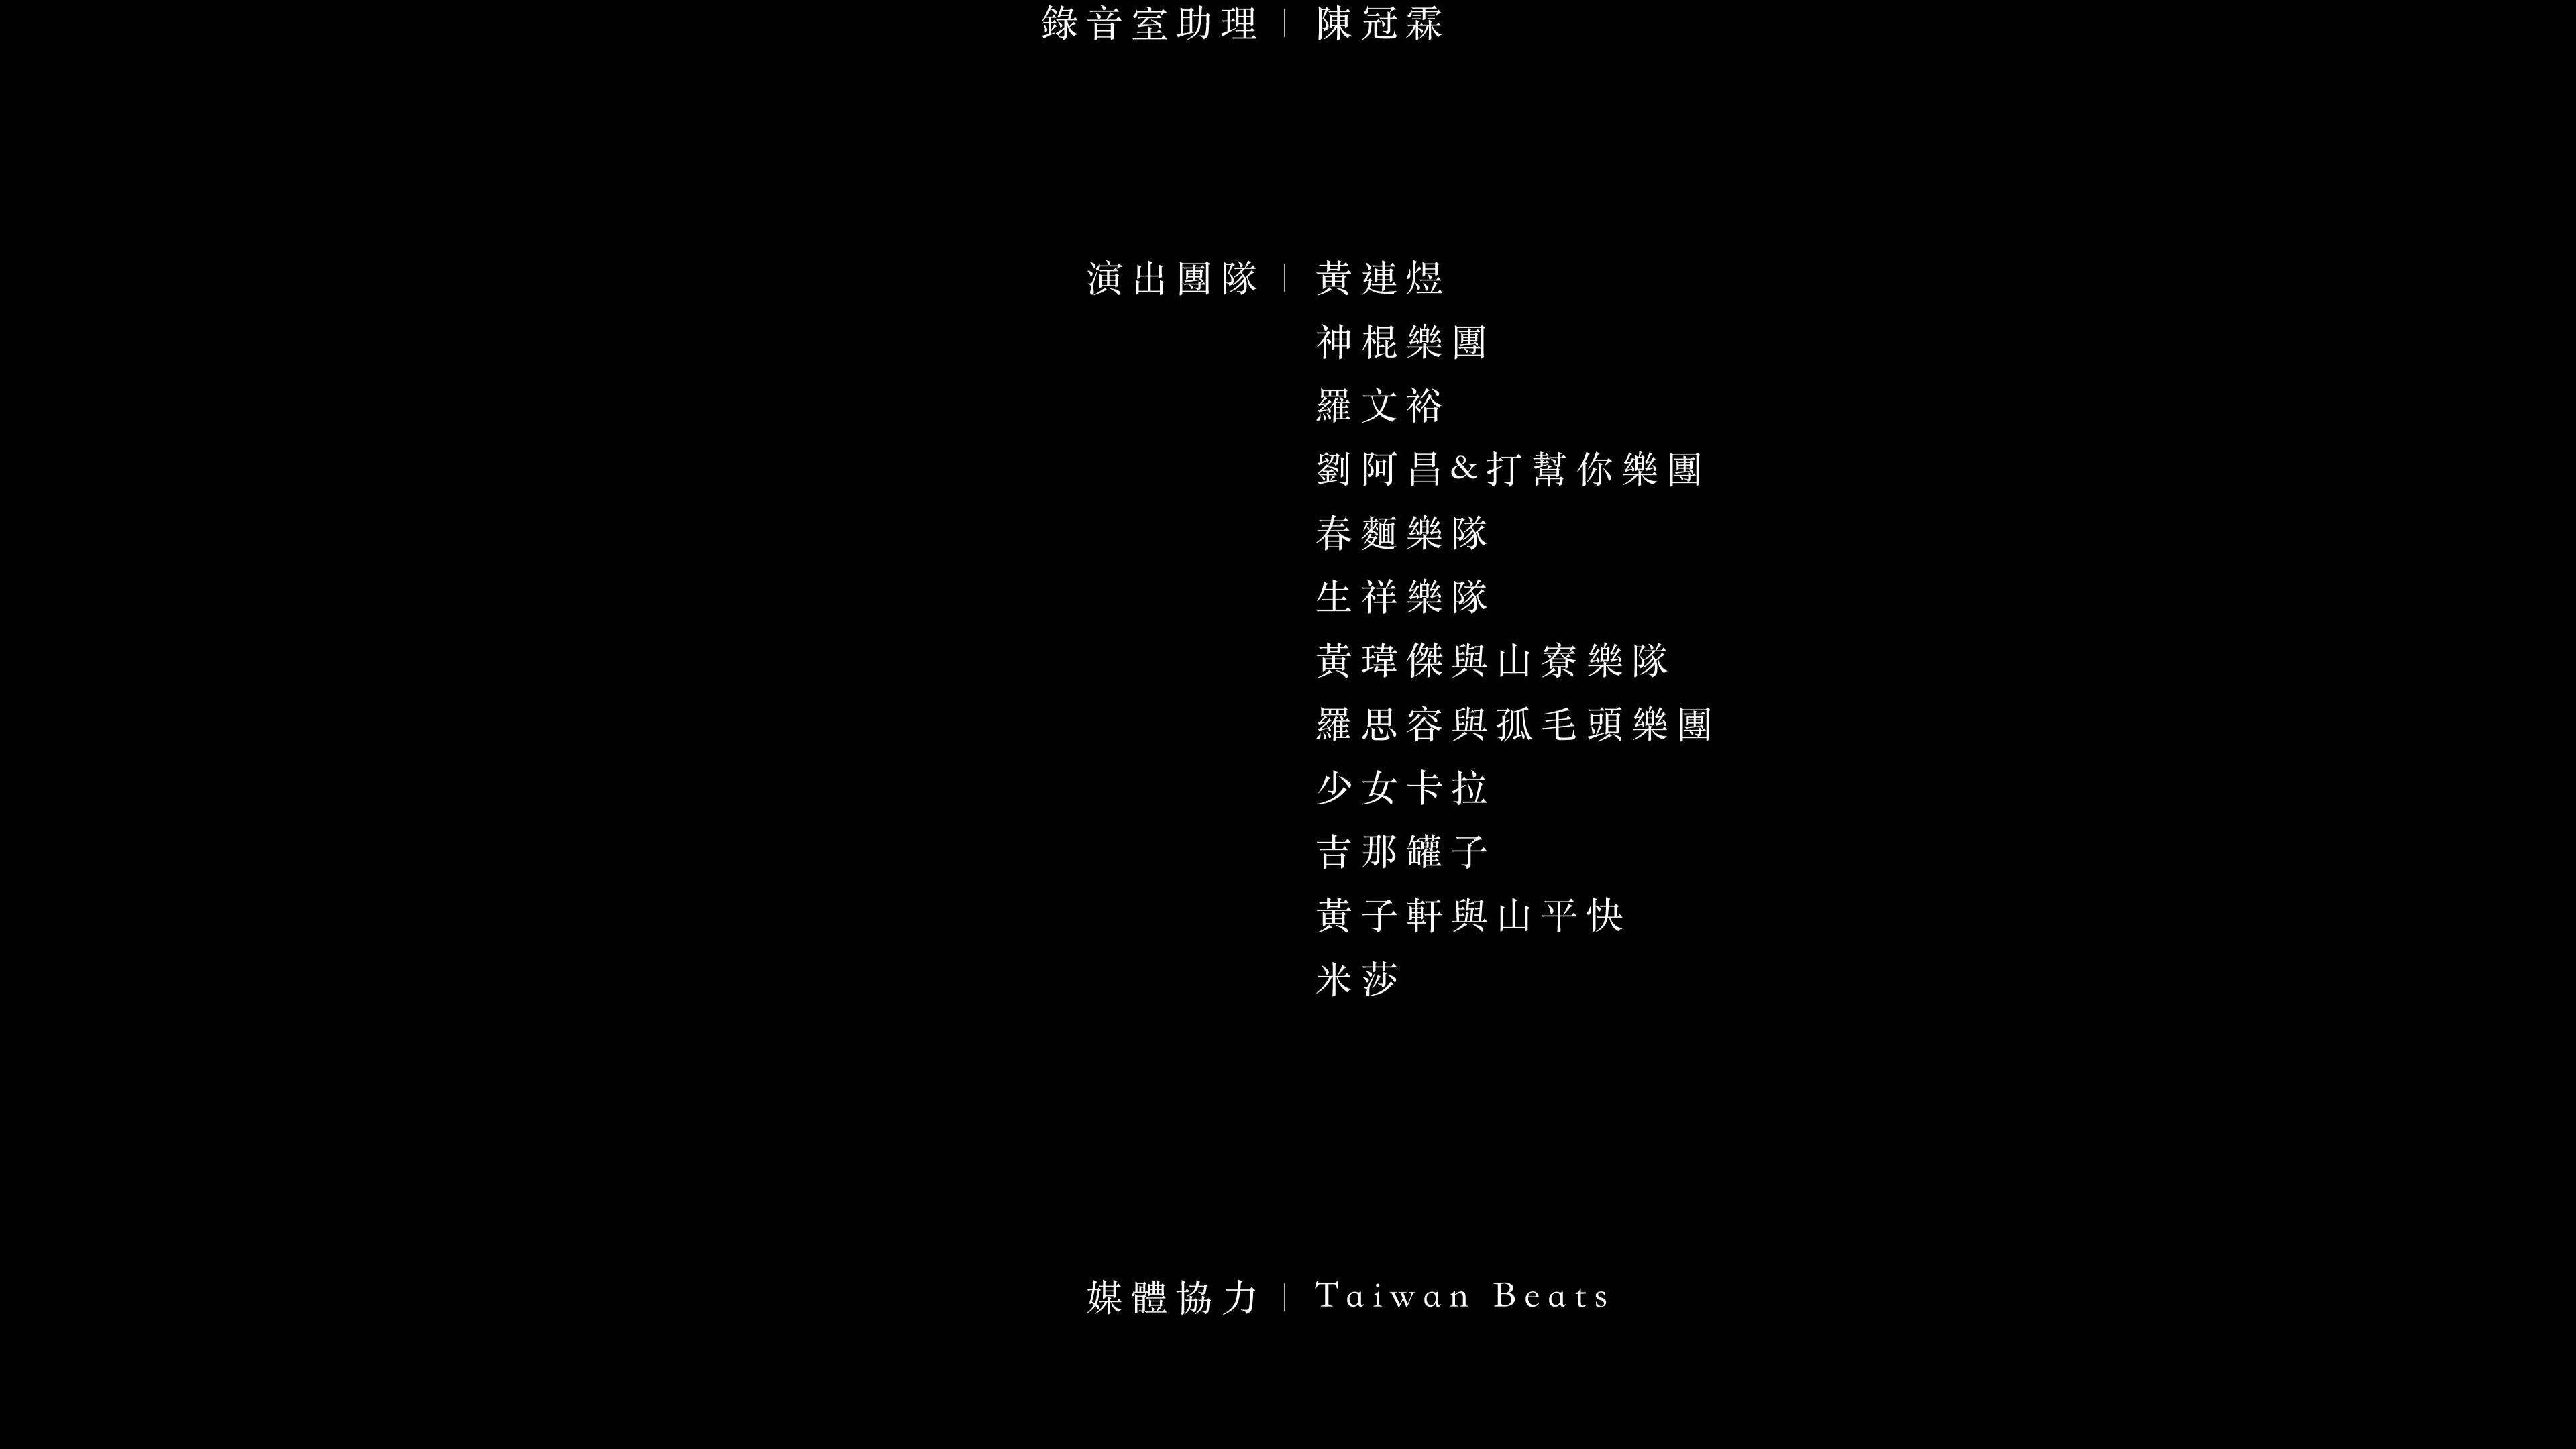 錄音室助理｜陳冠霖
演出團隊｜黃連煜
神棍樂團
羅文裕
劉阿昌&打幫你樂團
春麵樂隊
生祥樂隊
黃瑋傑與山寮樂隊
羅思容與孤毛頭樂團
少女卡拉
吉那罐子
黃子軒與山平快
米莎
媒體協力｜Taiwan Beats